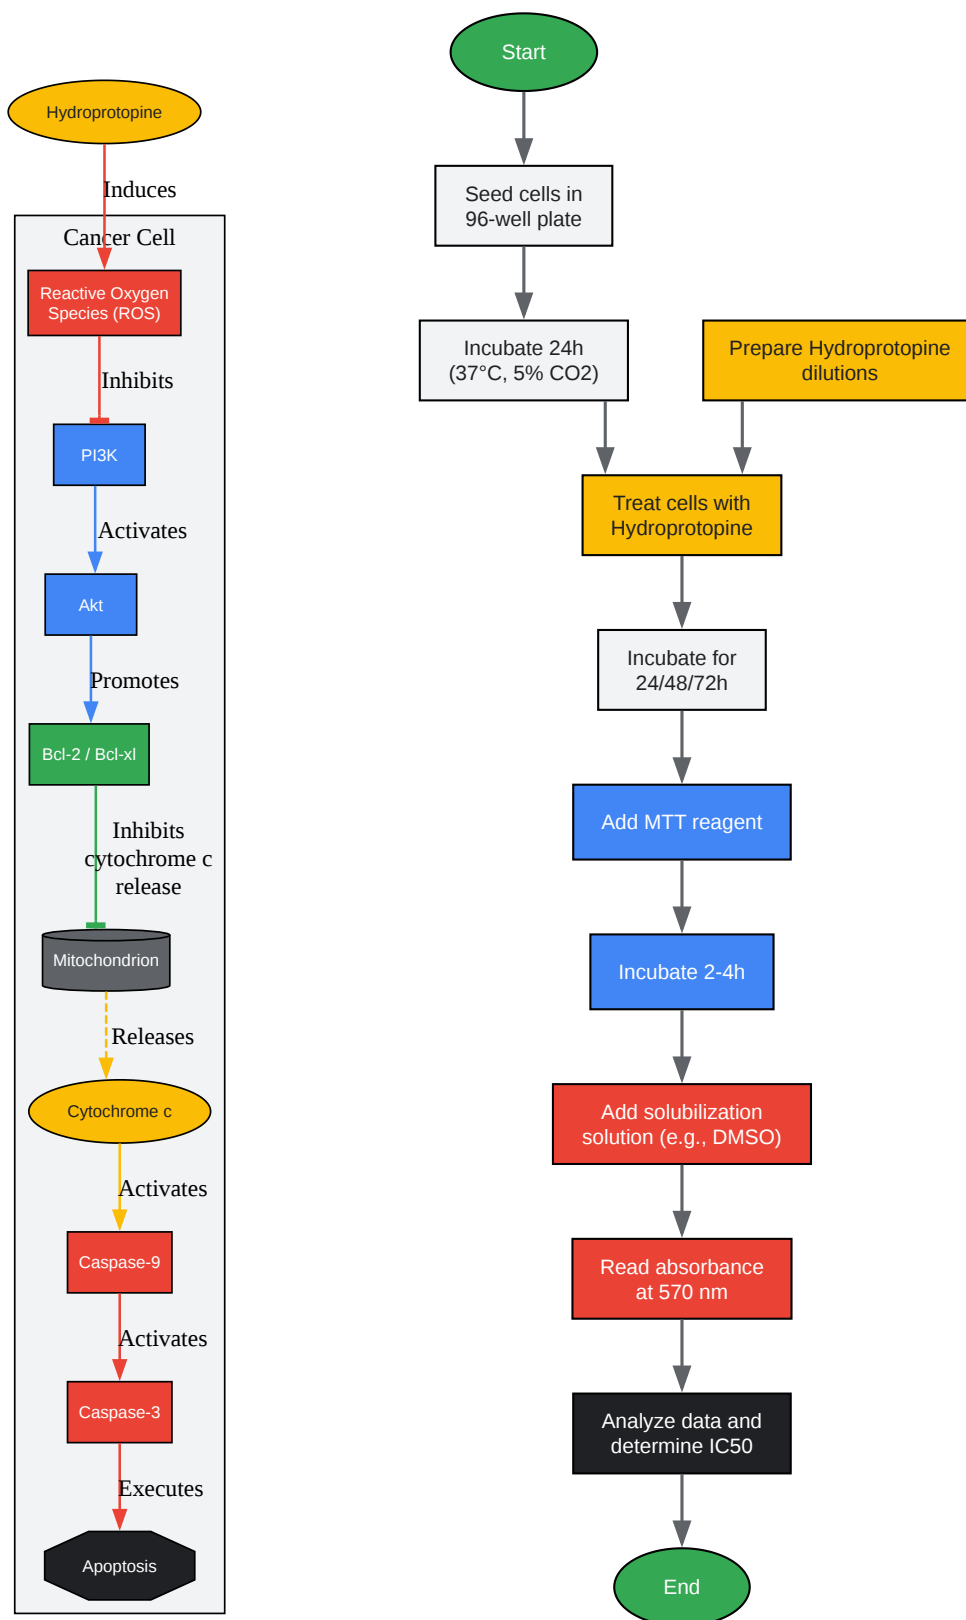 Hydroprotopine
Induces
Cancer Cell
Reactive Oxygen
Species (ROS)
Inhibits
PI3K
Activates
Akt
Promotes
Bcl-2 / Bcl-xl
Inhibits
cytochrome c
release
Mitochondrion
Releases
Cytochrome c
Activates
Caspase-9
Activates
Caspase-3
Executes
Apoptosis
Start
Seed cells in
96-well plate
Incubate 24h
(37°C, 5% CO2)
Prepare Hydroprotopine
dilutions
Treat cells with
Hydroprotopine
Incubate for
24/48/72h
Add MTT reagent
Incubate 2-4h
Add solubilization
solution (e.g., DMSO)
Read absorbance
at 570 nm
Analyze data and
determine IC50
End